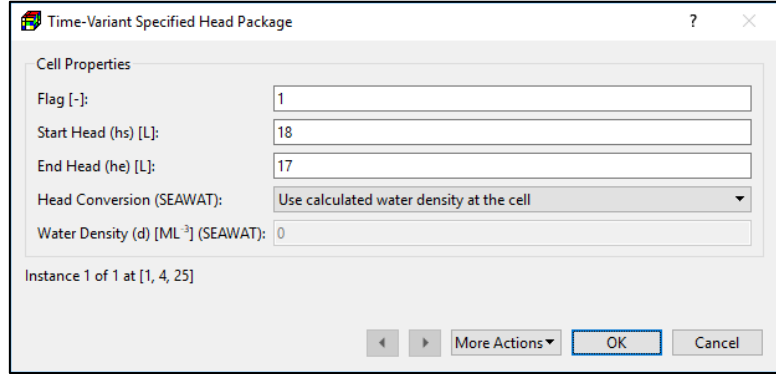 Time-Variant Specified Head Package ? ×
Cell Properties
Flag [-]: 1
Start Head (hs) [L]: 18
End Head (he) [L]: 17
Head Conversion (SEAWAT): Use calculated water density at the cell
Water Density (d) [ML⁻³] (SEAWAT): 0
Instance 1 of 1 at [1, 4, 25]
More Actions OK Cancel